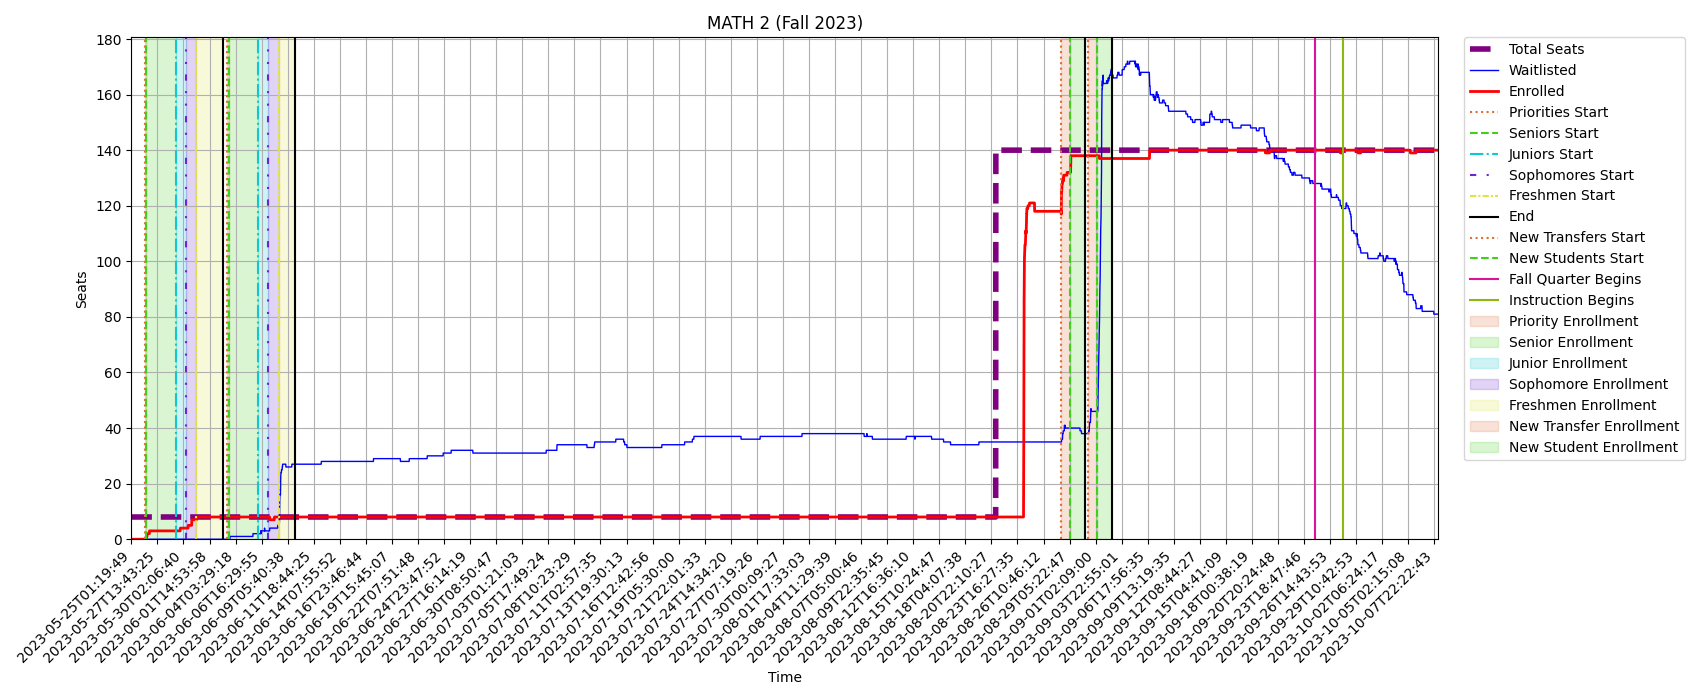 MATH 2 (Fall 2023)
Seats
180
160
140
120
100
80
60
40
20
0
2023-05-25T01:19:49
2023-05-27T13:43:25
2023-05-30T02:06:40
2023-06-01T14:53:58
2023-06-04T03:29:18
2023-06-06T16:29:55
2023-06-09T05:40:38
2023-06-11T18:44:25
2023-06-14T07:55:52
2023-06-16T23:46:44
2023-06-19T15:45:07
2023-06-22T07:51:48
2023-06-24T23:47:52
2023-06-27T16:14:19
2023-06-30T08:50:47
2023-07-03T01:21:03
2023-07-05T17:49:24
2023-07-08T10:23:29
2023-07-11T02:57:35
2023-07-13T19:30:13
2023-07-16T12:42:56
2023-07-19T05:30:00
2023-07-21T22:01:33
2023-07-24T14:34:20
2023-07-27T07:19:26
2023-07-30T00:09:27
2023-08-01T17:33:03
2023-08-04T11:29:39
2023-08-07T05:00:46
2023-08-09T22:35:45
2023-08-12T16:36:10
2023-08-15T10:24:47
2023-08-18T04:07:38
2023-08-20T22:10:27
2023-08-23T16:27:35
2023-08-26T10:46:12
2023-08-29T05:22:47
2023-09-01T02:09:00
2023-09-03T22:55:01
2023-09-06T17:56:35
2023-09-09T13:19:35
2023-09-12T08:44:27
2023-09-15T04:41:09
2023-09-18T00:38:19
2023-09-20T20:24:48
2023-09-23T18:47:46
2023-09-26T14:43:53
2023-09-29T10:42:53
2023-10-02T06:24:17
2023-10-05T02:15:08
2023-10-07T22:22:43
Time
Total Seats
Waitlisted
Enrolled
Priorities Start
Seniors Start
Juniors Start
Sophomores Start
Freshmen Start
End
New Transfers Start
New Students Start
Fall Quarter Begins
Instruction Begins
Priority Enrollment
Senior Enrollment
Junior Enrollment
Sophomore Enrollment
Freshmen Enrollment
New Transfer Enrollment
New Student Enrollment